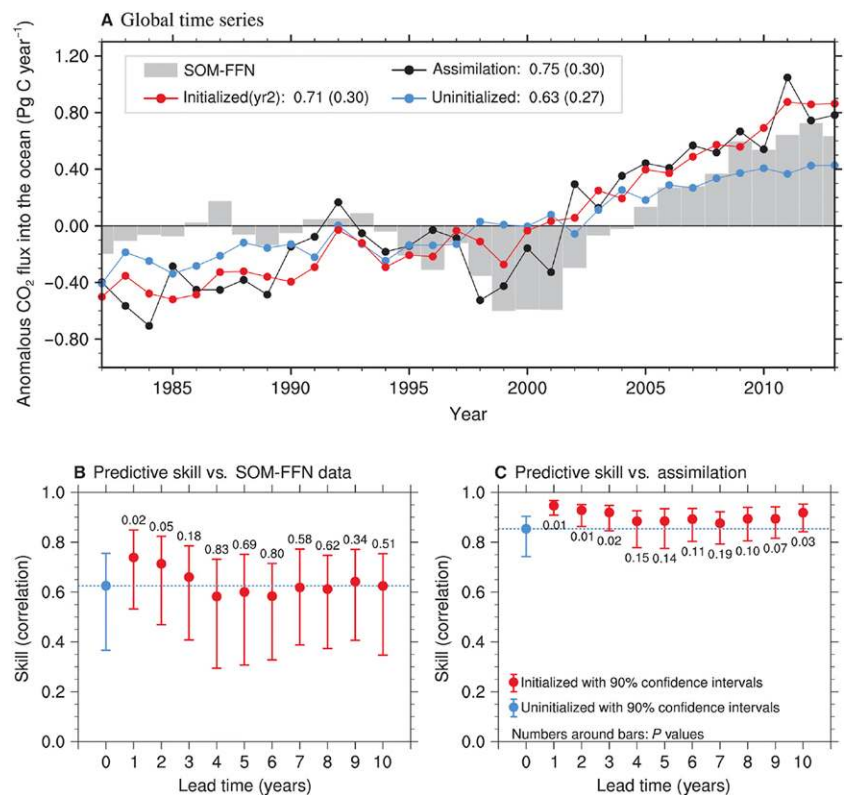 A Global time series
Anomalous CO₂ flux into the ocean (Pg C year⁻¹)
1.20
0.80
0.40
0.00
−0.40
−0.80
SOM-FFN
Assimilation: 0.75 (0.30)
Initialized(yr2): 0.71 (0.30)
Uninitialized: 0.63 (0.27)
1985 1990 1995 2000 2005 2010
Year
B Predictive skill vs. SOM-FFN data
Skill (correlation)
1.0
0.8
0.6
0.4
0.2
0.0
0.02 0.05 0.18 0.83 0.69 0.80 0.58 0.62 0.34 0.51
0 1 2 3 4 5 6 7 8 9 10
Lead time (years)
C Predictive skill vs. assimilation
Skill (correlation)
1.0
0.8
0.6
0.4
0.2
0.0
0.01 0.01 0.02 0.15 0.14 0.11 0.19 0.10 0.07 0.03
Initialized with 90% confidence intervals
Uninitialized with 90% confidence intervals
Numbers around bars: P values
0 1 2 3 4 5 6 7 8 9 10
Lead time (years)